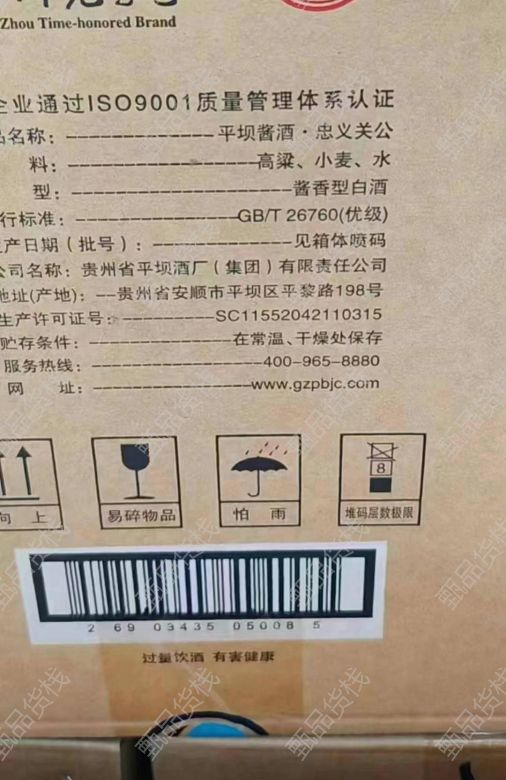 Zhou Time-honored Brand
企业通过ISO9001质量管理体系认证
品名称：平坝酱酒·忠义关公
料：高粱、小麦、水
型：酱香型白酒
行标准：GB/T 26760(优级)
生产日期（批号）：见箱体喷码
公司名称：贵州省平坝酒厂（集团）有限责任公司
地址(产地)：贵州省安顺市平坝区平黎路198号
生产许可证号：SC11552042110315
贮存条件：在常温、干燥处保存
服务热线：400-965-8880
网 址：www.gzpbjc.com
8
向 上
易碎物品
怕 雨
堆码层数极限
2 69 03435 05008 5
过量饮酒 有害健康
甄品货栈